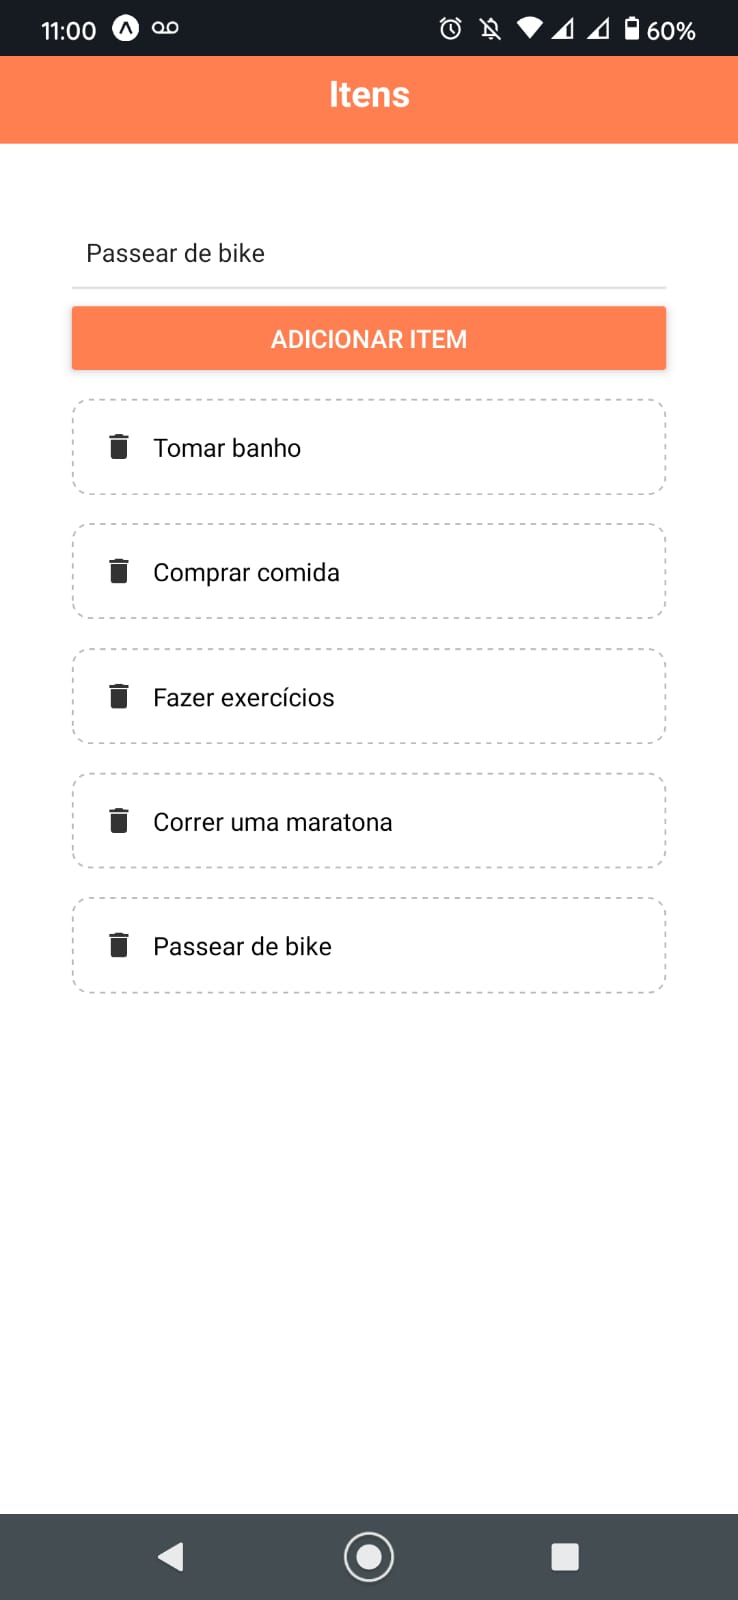 11:00 60%
Itens
Passear de bike
ADICIONAR ITEM
Tomar banho
Comprar comida
Fazer exercícios
Correr uma maratona
Passear de bike